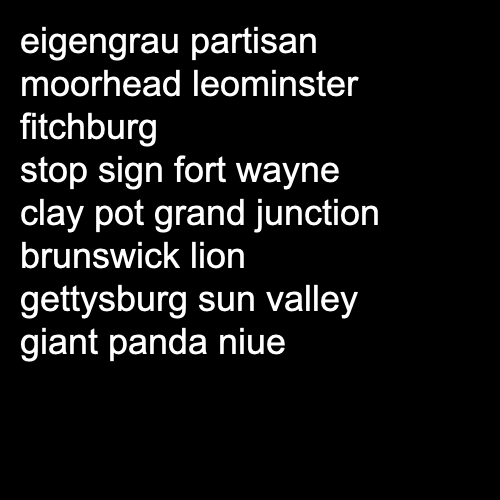 eigengrau partisan
moorhead leominster
fitchburg
stop sign fort wayne
clay pot grand junction
brunswick lion
gettysburg sun valley
giant panda niue